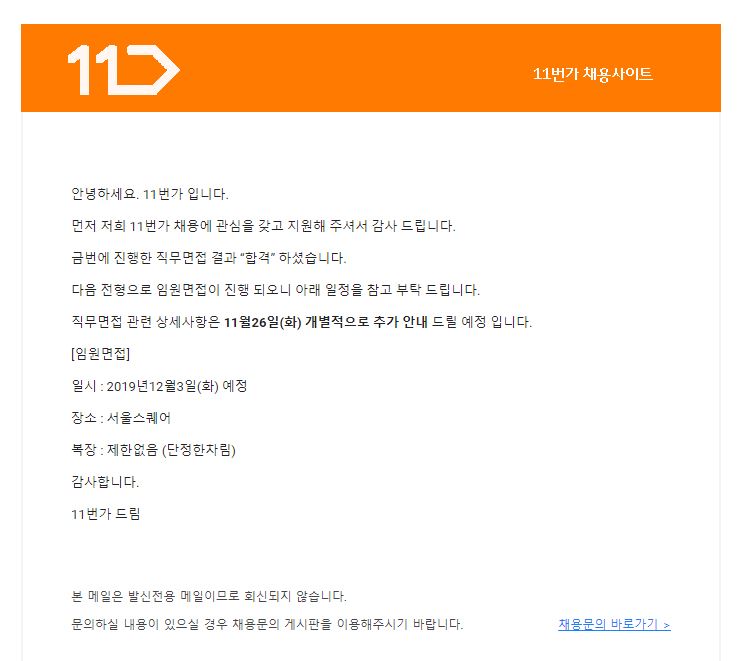 11
11번가 채용사이트
안녕하세요. 11번가 입니다.
먼저 저희 11번가 채용에 관심을 갖고 지원해 주셔서 감사 드립니다.
금번에 진행한 직무면접 결과 “합격” 하셨습니다.
다음 전형으로 임원면접이 진행 되오니 아래 일정을 참고 부탁 드립니다.
직무면접 관련 상세사항은 11월26일(화) 개별적으로 추가 안내 드릴 예정 입니다.
[임원면접]
일시 : 2019년12월3일(화) 예정
장소 : 서울스퀘어
복장 : 제한없음 (단정한차림)
감사합니다.
11번가 드림
본 메일은 발신전용 메일이므로 회신되지 않습니다.
문의하실 내용이 있으실 경우 채용문의 게시판을 이용해주시기 바랍니다.
채용문의 바로가기 >